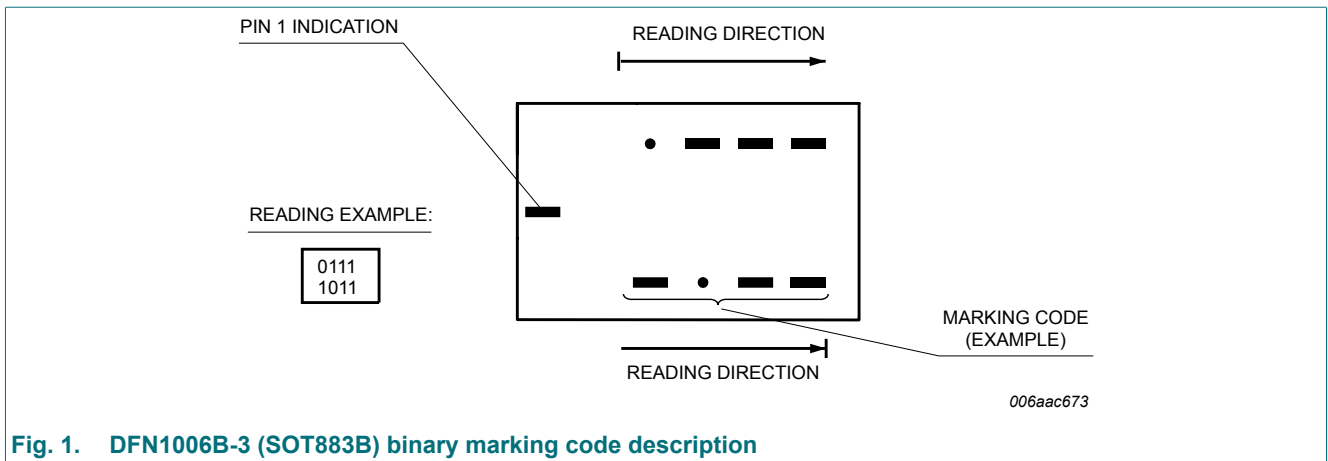 PIN 1 INDICATION
READING DIRECTION
READING EXAMPLE:
0111
1011
MARKING CODE
(EXAMPLE)
READING DIRECTION
006aac673
Fig. 1. DFN1006B-3 (SOT883B) binary marking code description